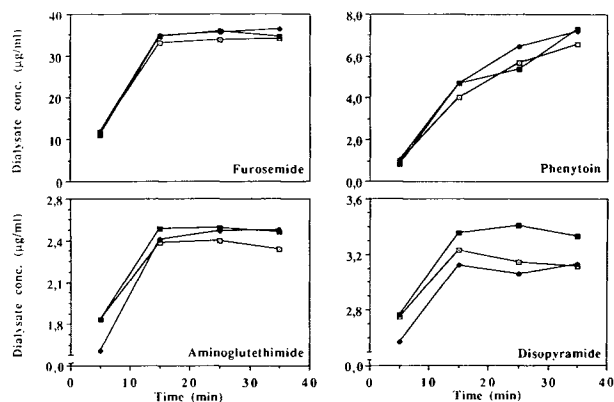 Dialysate conc. (µg/ml)
40
30
20
10
0
Furosemide
8,0
6,0
4,0
2,0
0,0
Phenytoin
Dialysate conc. (µg/ml)
2,8
2,4
2,1
1,8
0,0
Aminoglutethimide
0 10 20 30 40
Time (min)
3,6
3,2
2,8
0,0
Disopyramide
0 10 20 30 40
Time (min)